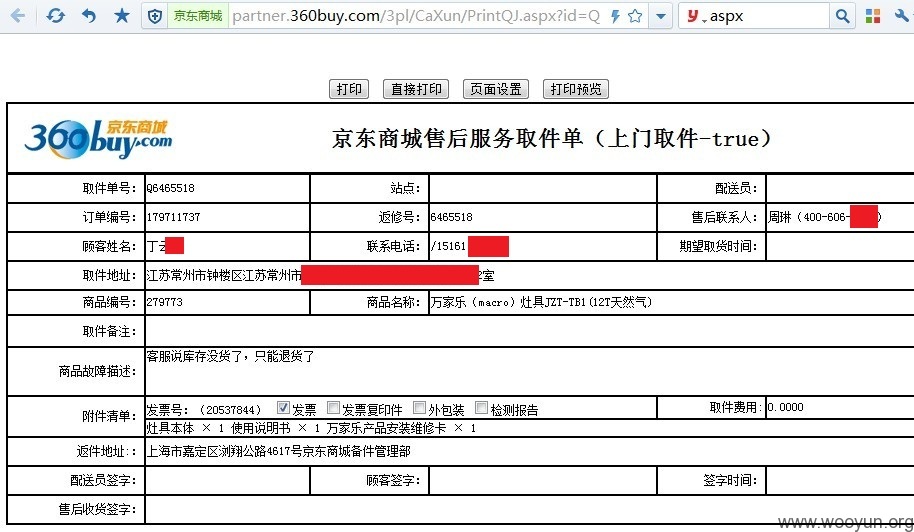 京东商城 partner.360buy.com/3pl/CaXun/PrintQJ.aspx?id=Q aspx
打印 直接打印 页面设置 打印预览
360buy.com 京东商城 京东商城售后服务取件单（上门取件-true）
取件单号: Q6465518 站点: 配送员:
订单编号: 179711737 返修号: 6465518 售后联系人: 周琳（400-606- ）
顾客姓名: 丁云 联系电话: /15161 期望取货时间:
取件地址: 江苏常州市钟楼区江苏常州市 室
商品编号: 279773 商品名称: 万家乐（macro）灶具JZT-TB1(12T天然气)
取件备注:
商品故障描述: 客服说库存没货了，只能退货了
附件清单: 发票号：（20537844） 发票 发票复印件 外包装 检测报告 取件费用: 0.0000
灶具本体 × 1 使用说明书 × 1 万家乐产品安装维修卡 × 1
返件地址:: 上海市嘉定区浏翔公路4617号京东商城备件管理部
配送员签字: 顾客签字: 签字时间:
售后收货签字:
www.wooyun.org